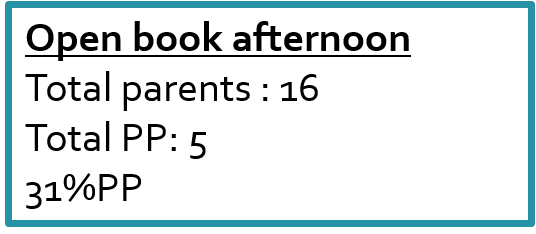 Open book afternoon
Total parents : 16
Total PP: 5
31%PP